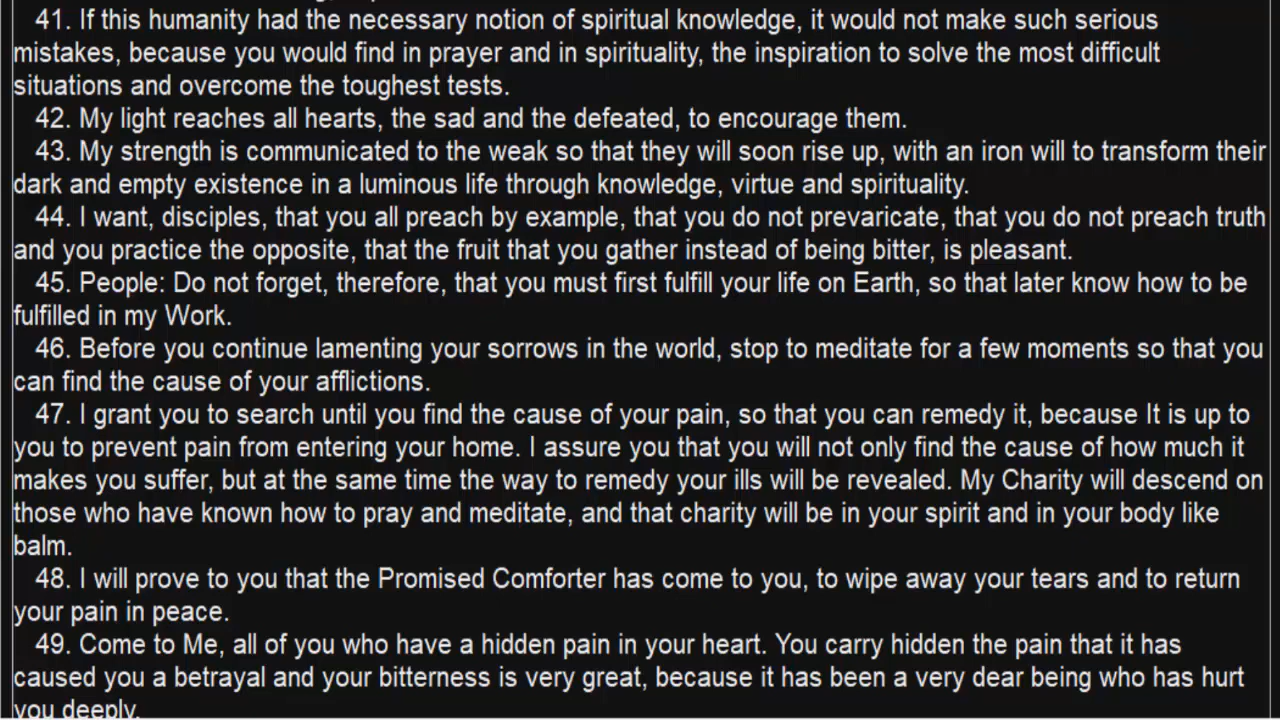 41. If this humanity had the necessary notion of spiritual knowledge, it would not make such serious
mistakes, because you would find in prayer and in spirituality, the inspiration to solve the most difficult
situations and overcome the toughest tests.
42. My light reaches all hearts, the sad and the defeated, to encourage them.
43. My strength is communicated to the weak so that they will soon rise up, with an iron will to transform their
dark and empty existence in a luminous life through knowledge, virtue and spirituality.
44. I want, disciples, that you all preach by example, that you do not prevaricate, that you do not preach truth
and you practice the opposite, that the fruit that you gather instead of being bitter, is pleasant.
45. People: Do not forget, therefore, that you must first fulfill your life on Earth, so that later know how to be
fulfilled in my Work.
46. Before you continue lamenting your sorrows in the world, stop to meditate for a few moments so that you
can find the cause of your afflictions.
47. I grant you to search until you find the cause of your pain, so that you can remedy it, because It is up to
you to prevent pain from entering your home. I assure you that you will not only find the cause of how much it
makes you suffer, but at the same time the way to remedy your ills will be revealed. My Charity will descend on
those who have known how to pray and meditate, and that charity will be in your spirit and in your body like
balm.
48. I will prove to you that the Promised Comforter has come to you, to wipe away your tears and to return
your pain in peace.
49. Come to Me, all of you who have a hidden pain in your heart. You carry hidden the pain that it has
caused you a betrayal and your bitterness is very great, because it has been a very dear being who has hurt
you deeply.